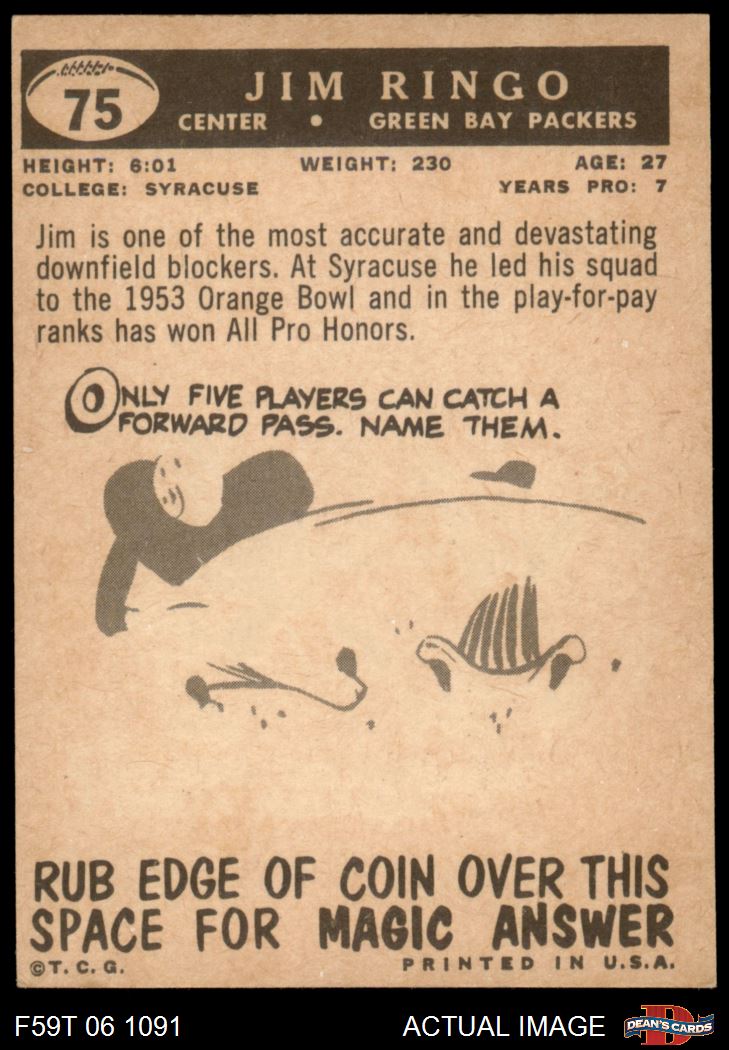 75
JIM RINGO
CENTER • GREEN BAY PACKERS
HEIGHT: 6:01 WEIGHT: 230 AGE: 27
COLLEGE: SYRACUSE YEARS PRO: 7
Jim is one of the most accurate and devastating
downfield blockers. At Syracuse he led his squad
to the 1953 Orange Bowl and in the play-for-pay
ranks has won All Pro Honors.
ONLY FIVE PLAYERS CAN CATCH A
FORWARD PASS. NAME THEM.
RUB EDGE OF COIN OVER THIS
SPACE FOR MAGIC ANSWER
©T. C. G. PRINTED IN U.S.A.
F59T 06 1091 ACTUAL IMAGE D DEAN'S CARDS